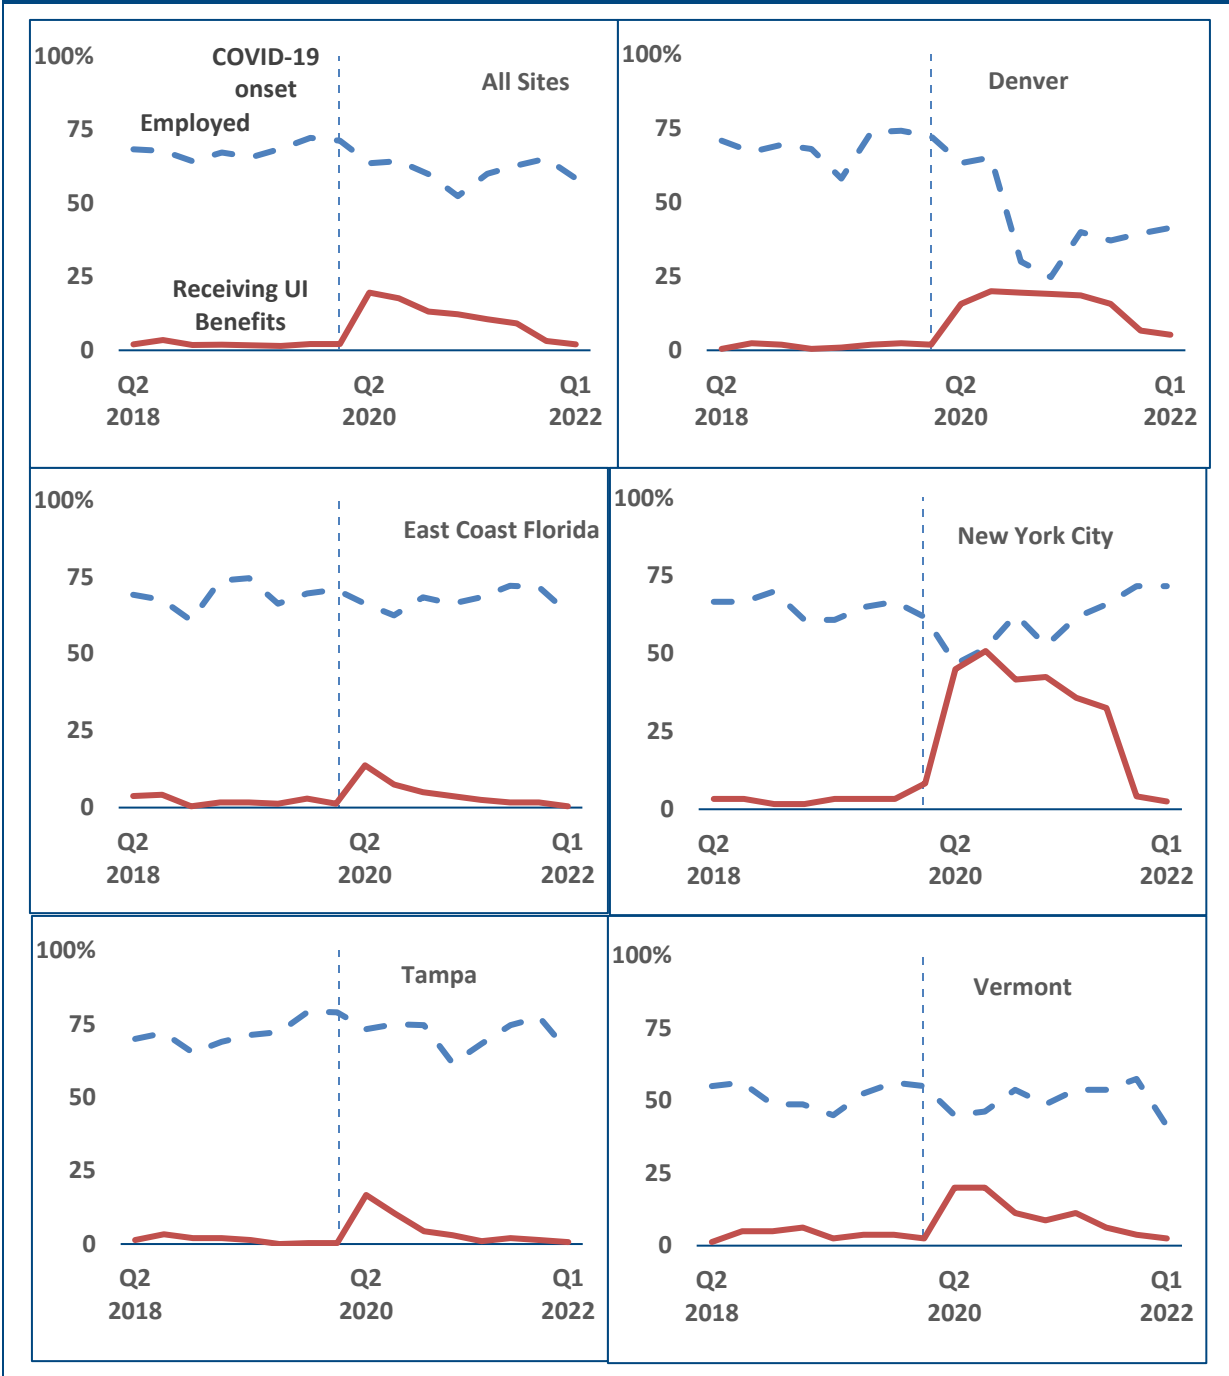 100%
COVID-19
onset
All Sites
75
Employed
50
25
Receiving UI
Benefits
0
Q2
2018
Q2
2020
Q1
2022
100%
Denver
75
50
25
0
Q2
2018
Q2
2020
Q1
2022
100%
East Coast Florida
75
50
25
0
Q2
2018
Q2
2020
Q1
2022
100%
New York City
75
50
25
0
Q2
2018
Q2
2020
Q1
2022
100%
Tampa
75
50
25
0
Q2
2018
Q2
2020
Q1
2022
100%
Vermont
75
50
25
0
Q2
2018
Q2
2020
Q1
2022